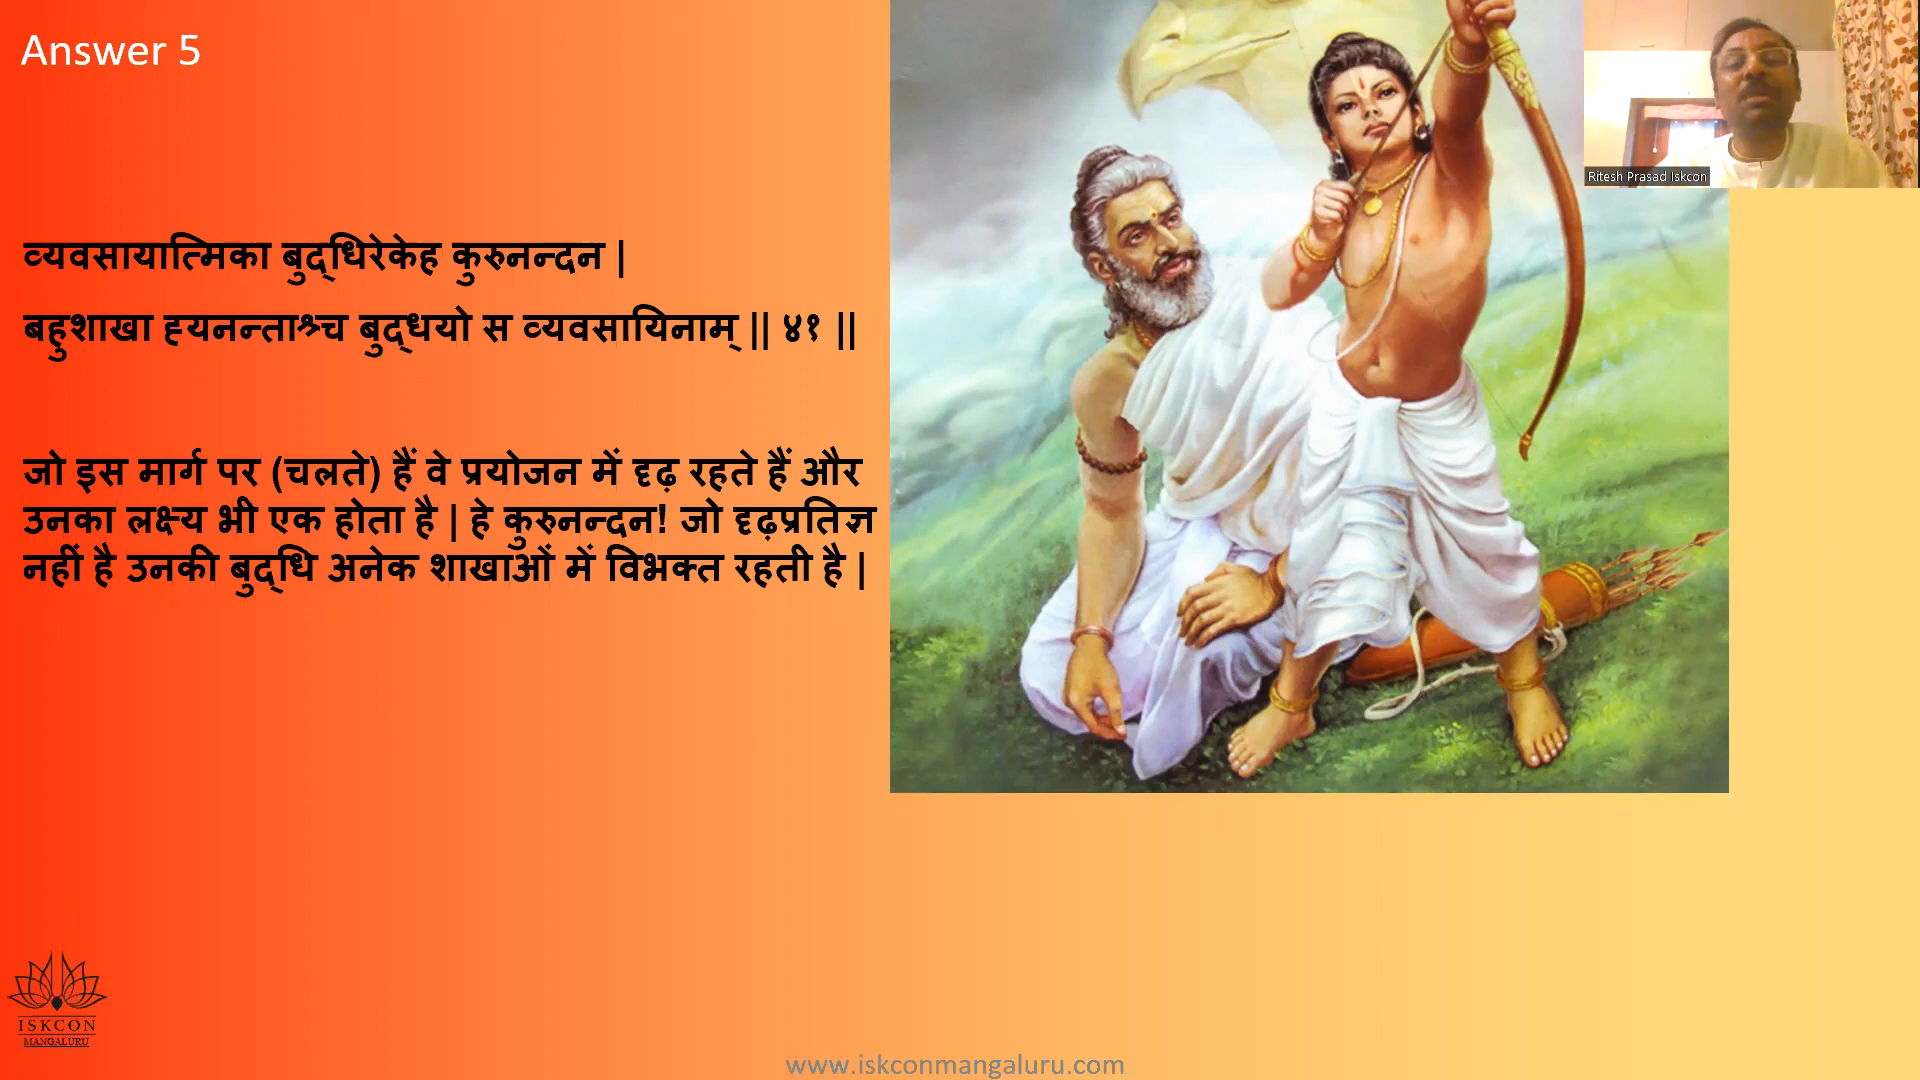 Answer 5
व्यवसायात्मिका बुद्धिरेकेह कुरुनन्दन |
बहुशाखा ह्यनन्ताश्र्च बुद्धयो स व्यवसायिनाम् || ४१ ||
जो इस मार्ग पर (चलते) हैं वे प्रयोजन में दृढ़ रहते हैं और
उनका लक्ष्य भी एक होता है | हे कुरुनन्दन! जो दृढ़प्रतिज्ञ
नहीं है उनकी बुद्धि अनेक शाखाओं में विभक्त रहती है |
Ritesh Prasad Iskcon
ISKCON
MANGALURU
www.iskconmangaluru.com